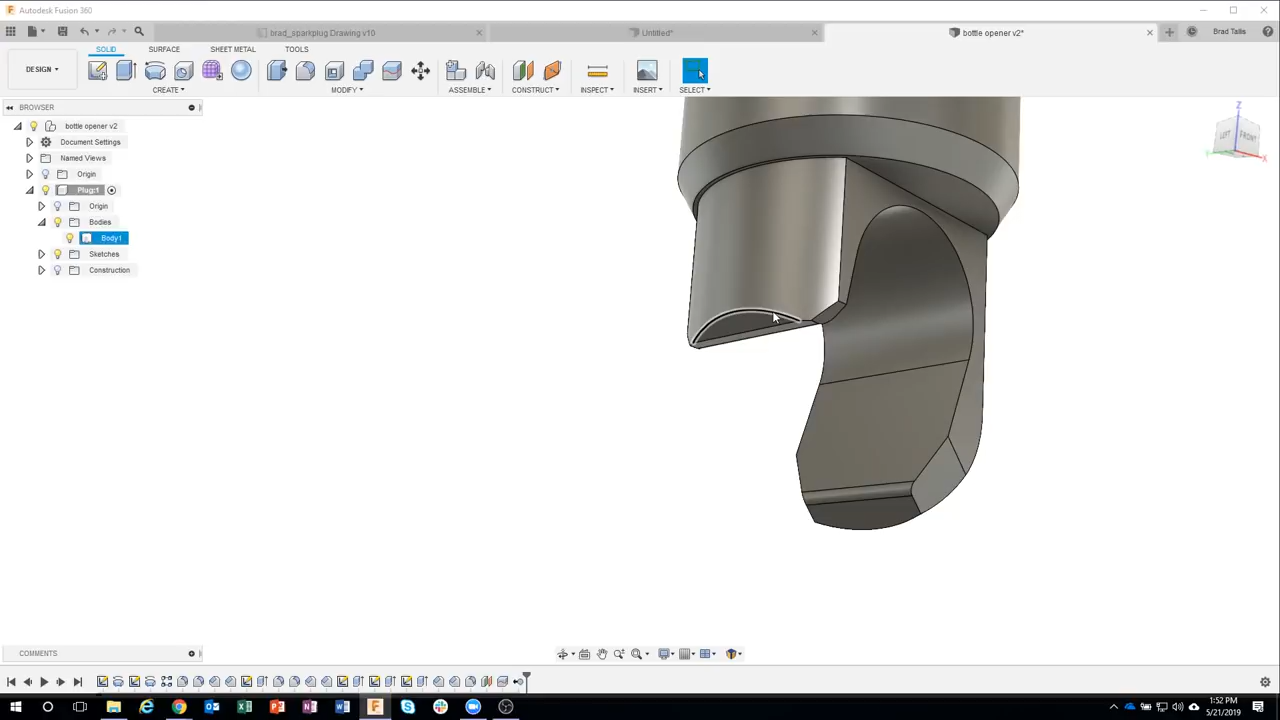 Autodesk Fusion 360
brad_sparkplug Drawing v10
Untitled*
bottle opener v2*
Brad Tallis
SOLID
SURFACE
SHEET METAL
TOOLS
DESIGN
CREATE
MODIFY
ASSEMBLE
CONSTRUCT
INSPECT
INSERT
SELECT
BROWSER
bottle opener v2
Document Settings
Named Views
Origin
Plug:1
Origin
Bodies
Body1
Sketches
Construction
Z
LEFT
FRONT
Y
X
COMMENTS
1:52 PM
5/21/2019